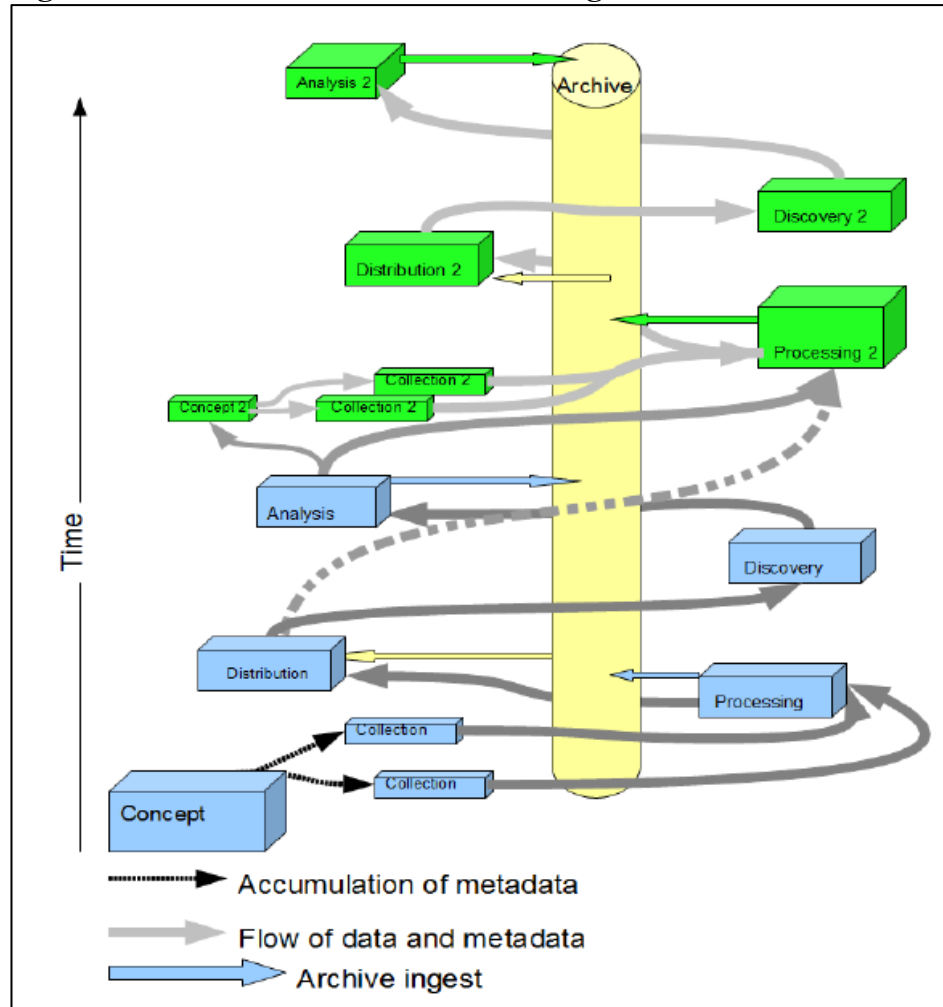 Analysis 2
Archive
Discovery 2
Distribution 2
Processing 2
Collection 2
Concept 2
Collection 2
Analysis
Time
Discovery
Distribution
Processing
Collection
Collection
Concept
Accumulation of metadata
Flow of data and metadata
Archive ingest